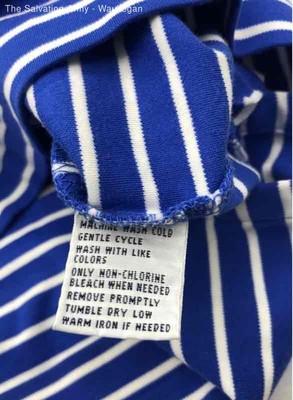 The Salvation Army - Waukegan
MACHINE WASH COLD
GENTLE CYCLE
WASH WITH LIKE
COLORS
ONLY NON-CHLORINE
BLEACH WHEN NEEDED
REMOVE PROMPTLY
TUMBLE DRY LOW
WARM IRON IF NEEDED